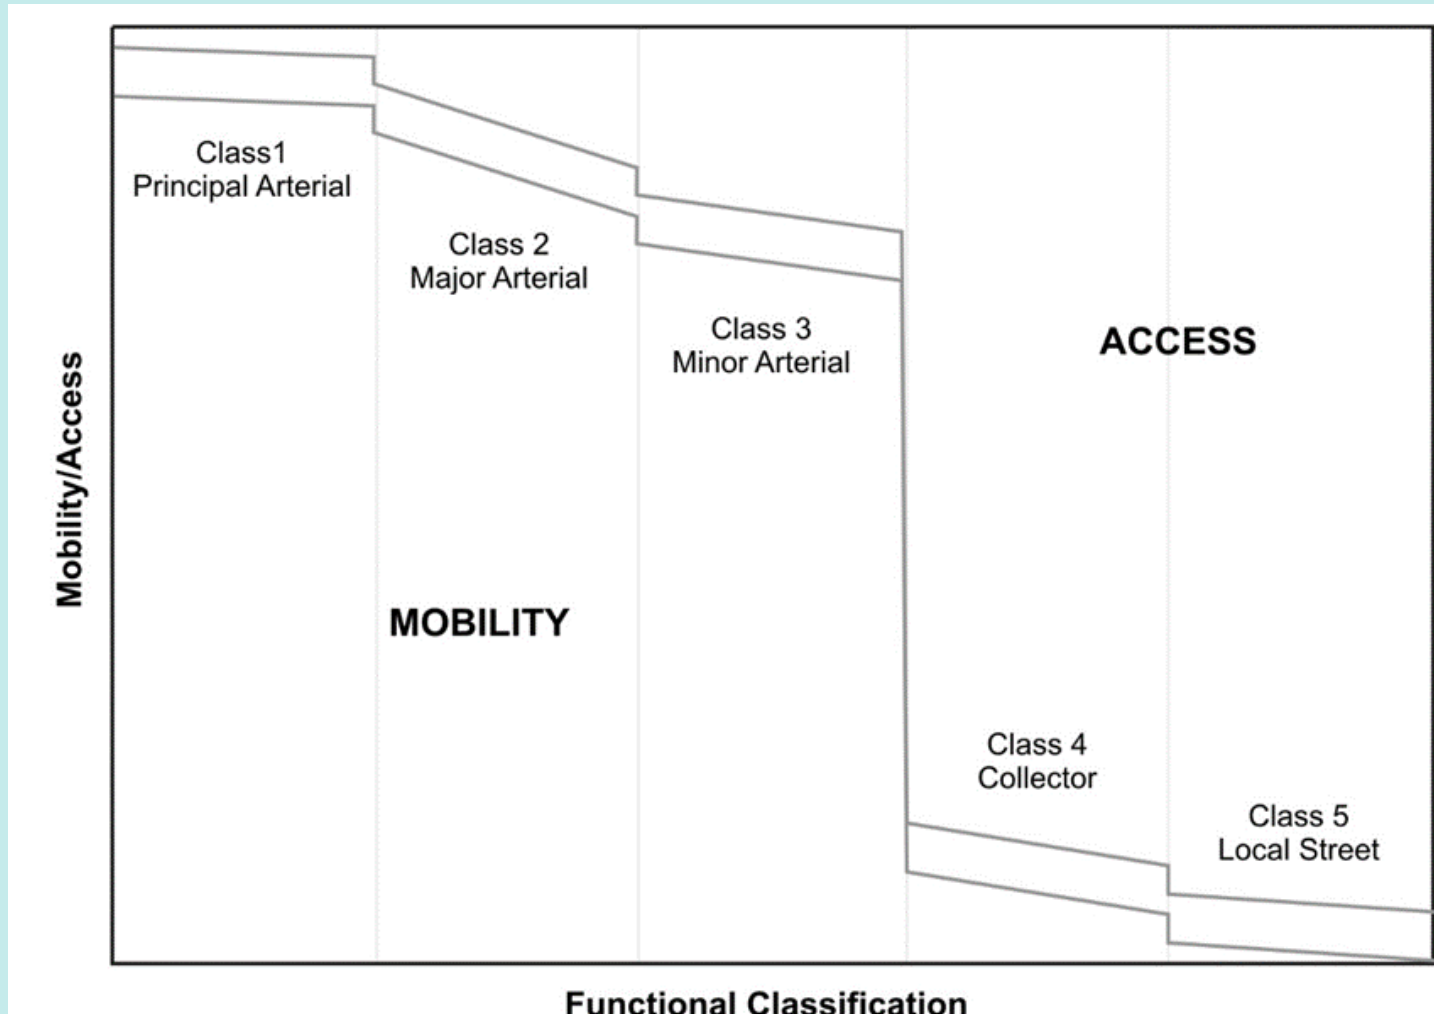 Class1
Principal Arterial
Class 2
Major Arterial
Class 3
Minor Arterial
ACCESS
Mobility/Access
MOBILITY
Class 4
Collector
Class 5
Local Street
Functional Classification